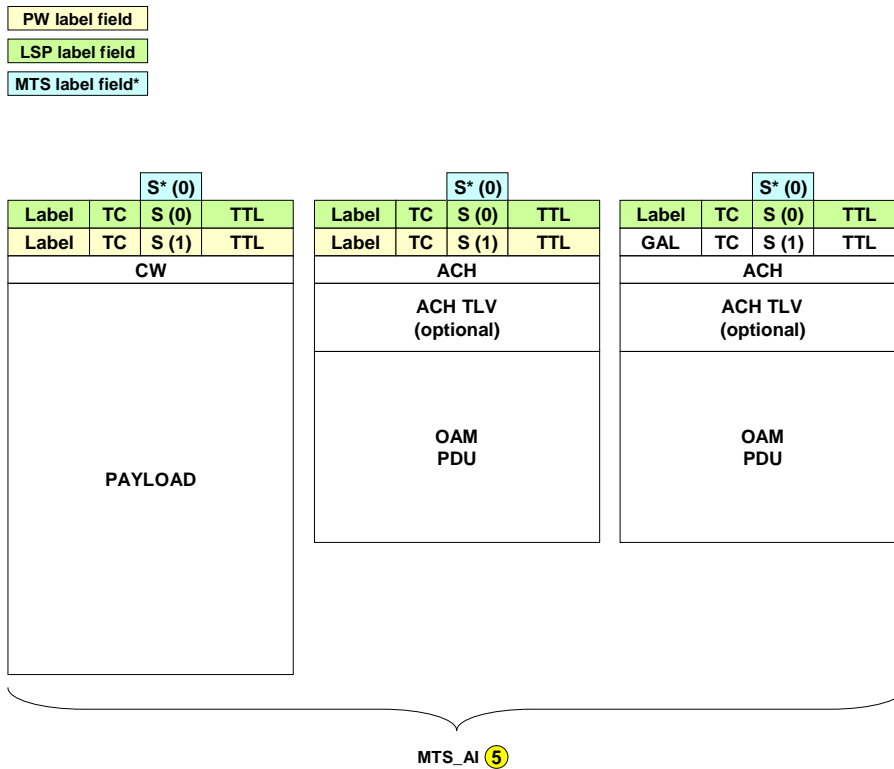 PW label field
LSP label field
MTS label field*
S* (0) S* (0) S* (0)
Label TC S (0) TTL Label TC S (0) TTL Label TC S (0) TTL
Label TC S (1) TTL Label TC S (1) TTL GAL TC S (1) TTL
CW ACH ACH
ACH TLV ACH TLV
(optional) (optional)
OAM OAM
PDU PDU
PAYLOAD
MTS_AI 5